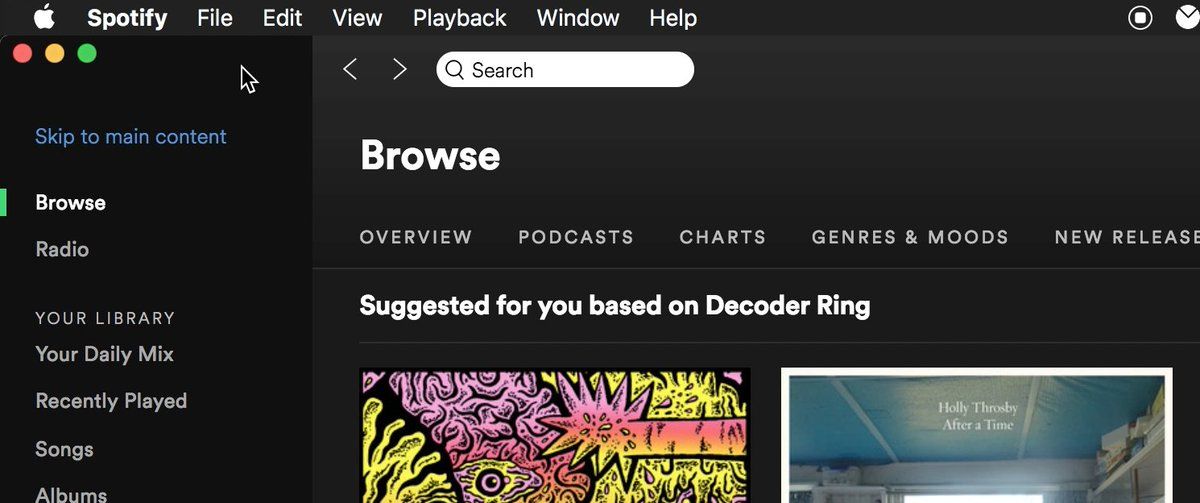 Spotify File Edit View Playback Window Help
Search
Skip to main content
Browse
Radio
YOUR LIBRARY
Your Daily Mix
Recently Played
Songs
Albums
Browse
OVERVIEW PODCASTS CHARTS GENRES & MOODS NEW RELEASE
Suggested for you based on Decoder Ring
Holly Throsby
After a Time